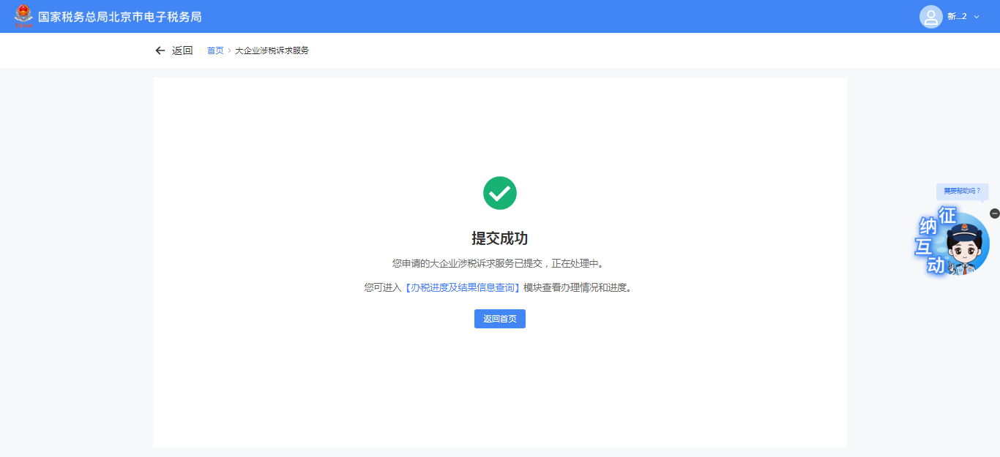 国家税务总局北京市电子税务局
新...2
返回
首页 › 大企业涉税诉求服务
提交成功
您申请的大企业涉税诉求服务已提交，正在处理中。
您可进入【办税进度及结果信息查询】模块查看办理情况和进度。
返回首页
需要帮助吗？
征纳互动